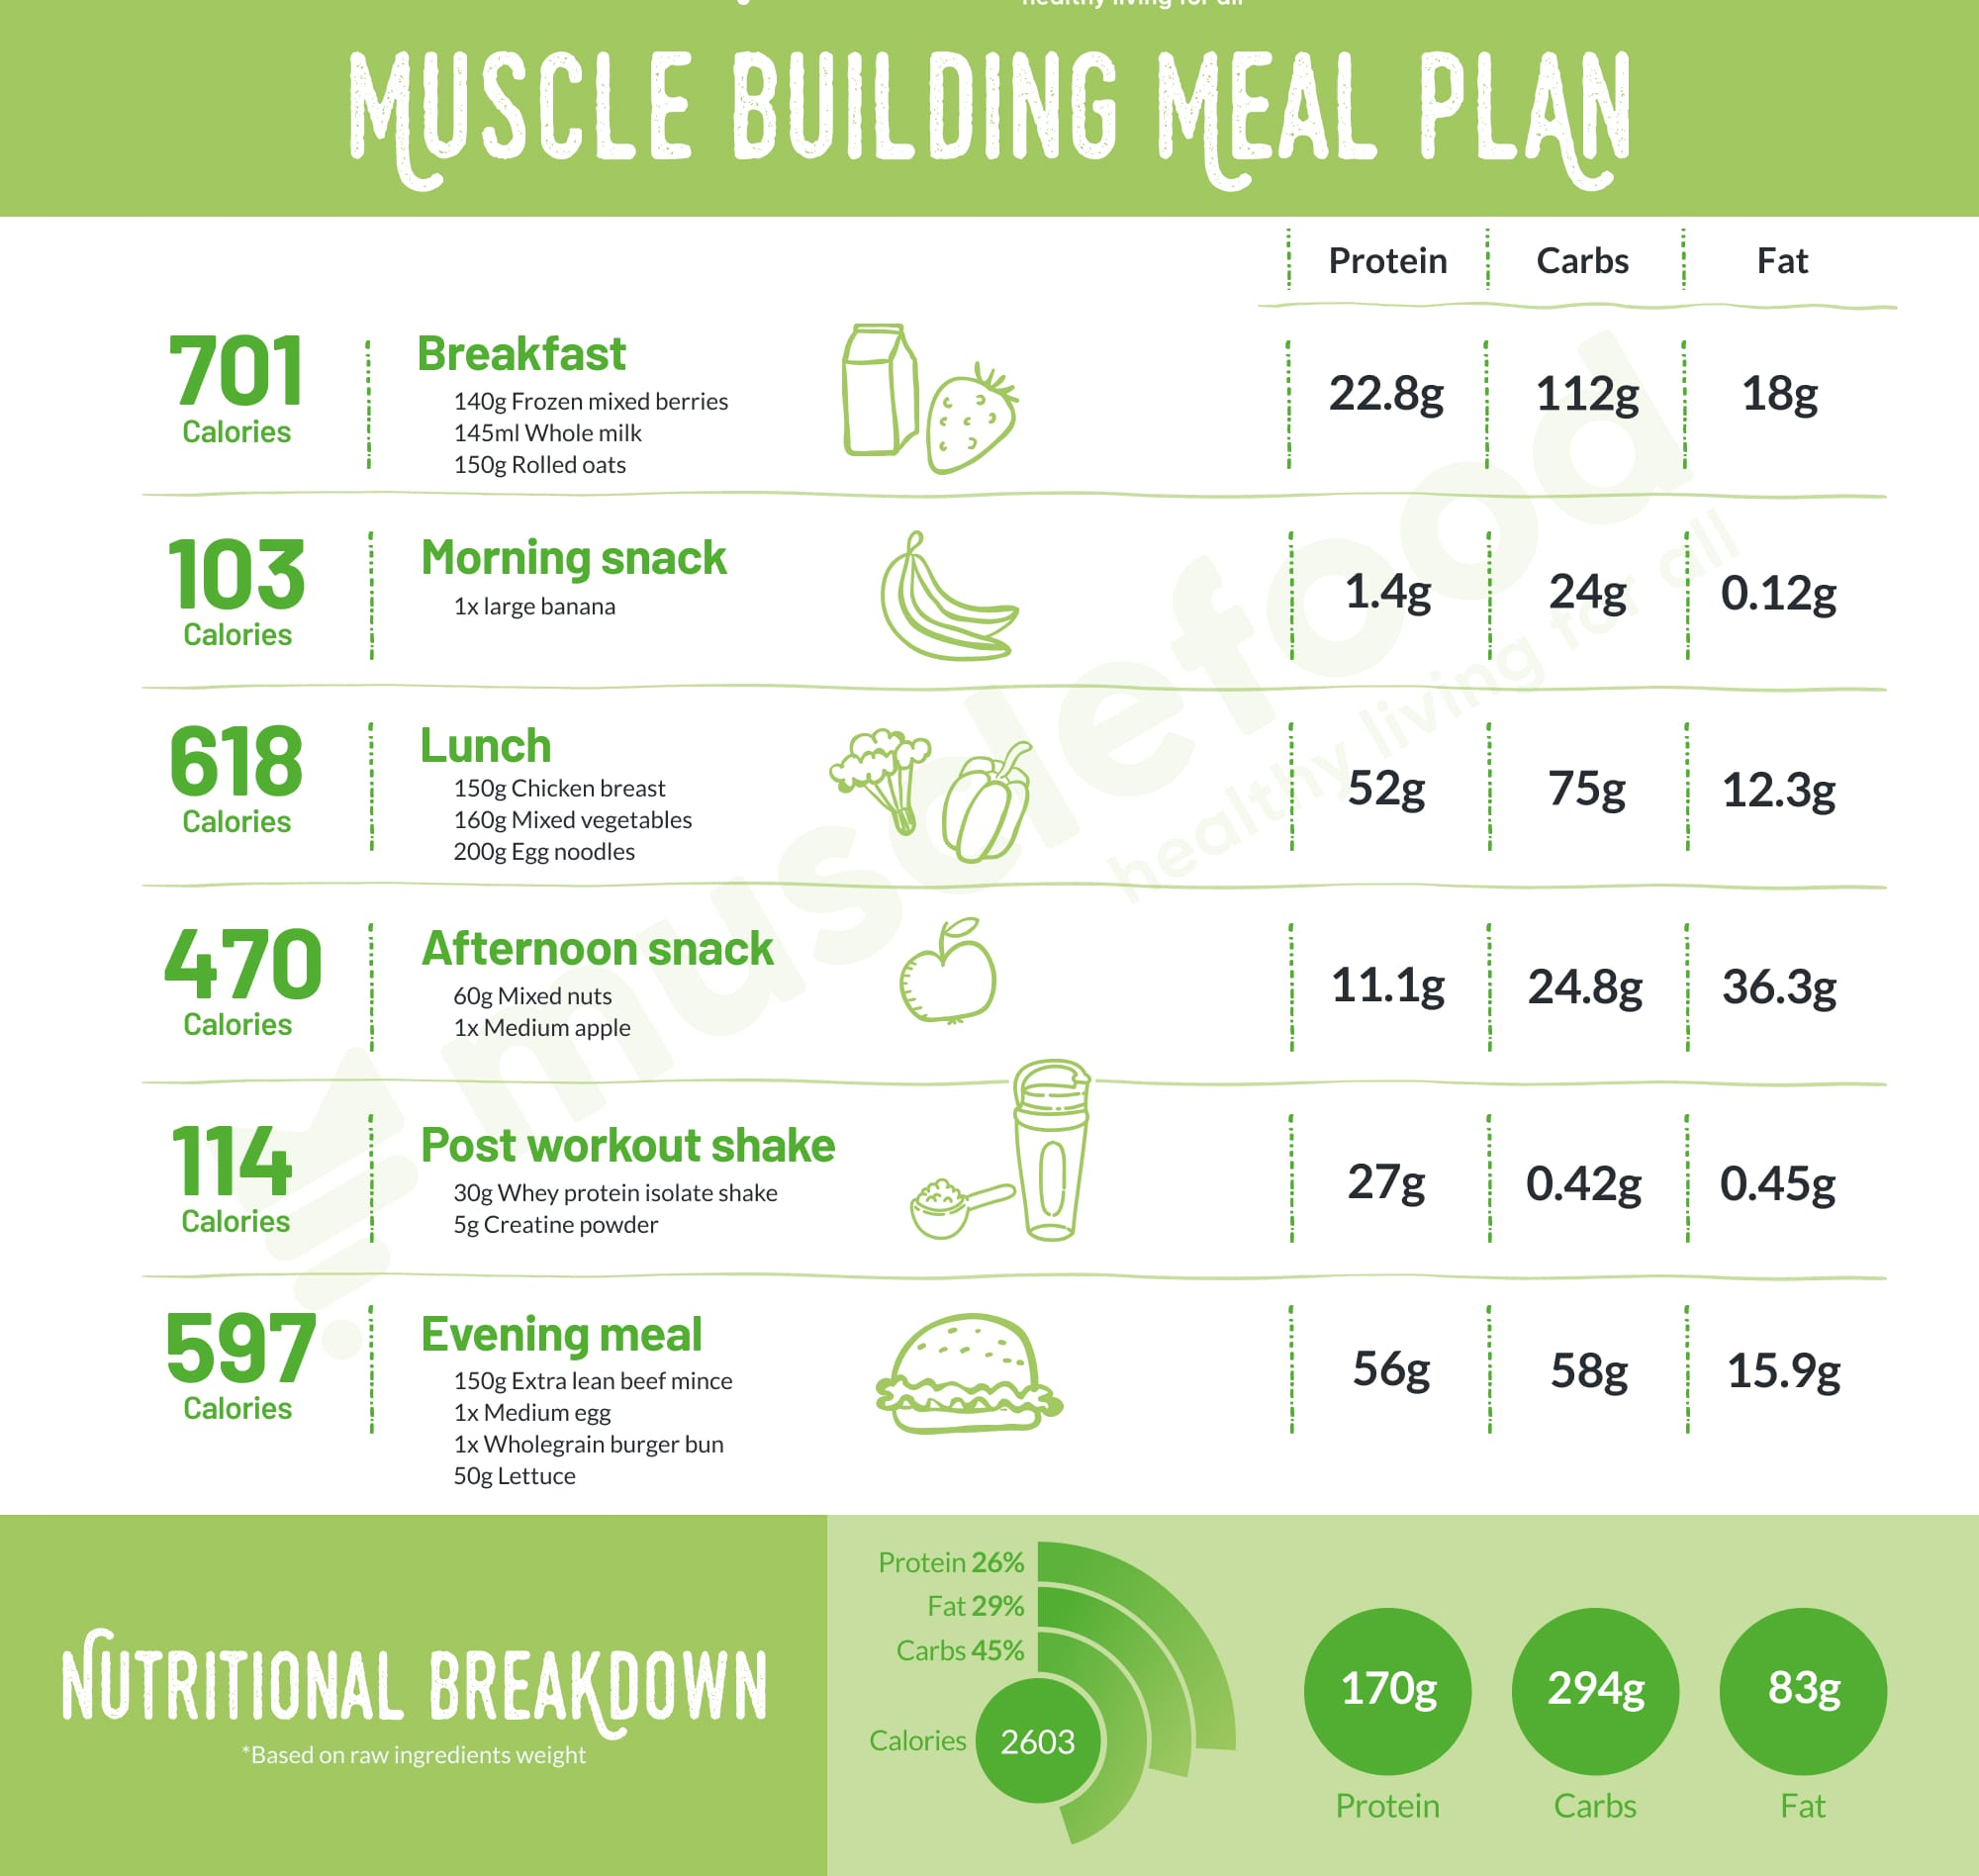 healthy living for all
MUSCLE BUILDING MEAL PLAN
Protein Carbs Fat
701
Calories
Breakfast
140g Frozen mixed berries
145ml Whole milk
150g Rolled oats
22.8g 112g 18g
103
Calories
Morning snack
1x large banana
1.4g 24g 0.12g
618
Calories
Lunch
150g Chicken breast
160g Mixed vegetables
200g Egg noodles
52g 75g 12.3g
470
Calories
Afternoon snack
60g Mixed nuts
1x Medium apple
11.1g 24.8g 36.3g
114
Calories
Post workout shake
30g Whey protein isolate shake
5g Creatine powder
27g 0.42g 0.45g
597
Calories
Evening meal
150g Extra lean beef mince
1x Medium egg
1x Wholegrain burger bun
50g Lettuce
56g 58g 15.9g
musclefood
healthy living for all
NUTRITIONAL BREAKDOWN
*Based on raw ingredients weight
Protein 26%
Fat 29%
Carbs 45%
Calories 2603
170g 294g 83g
Protein Carbs Fat